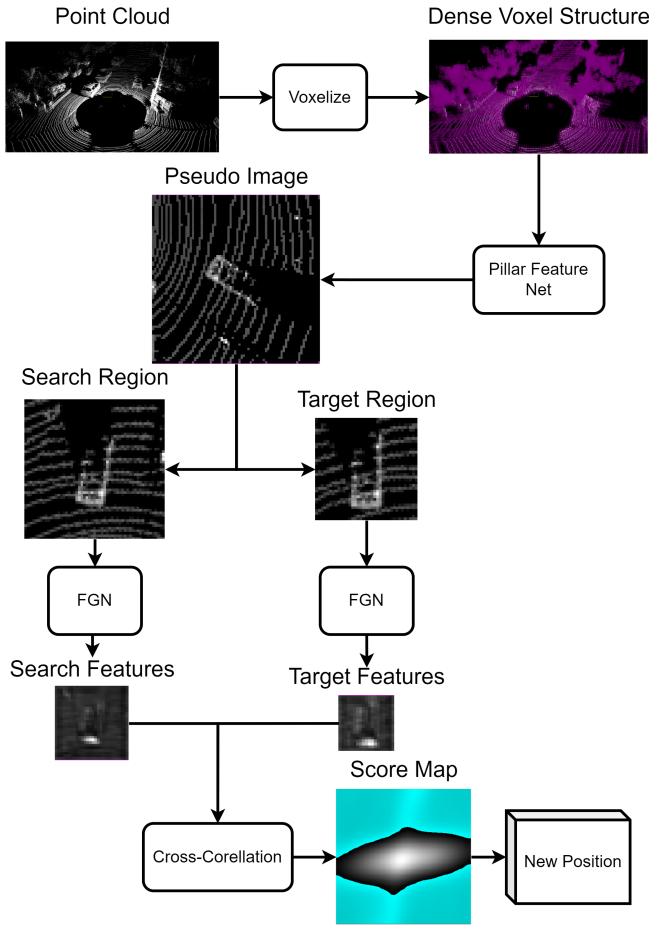 Point Cloud
Dense Voxel Structure
Voxelize
Pseudo Image
Pillar Feature
Net
Search Region
Target Region
FGN
FGN
Search Features
Target Features
Score Map
Cross-Corellation
New Position